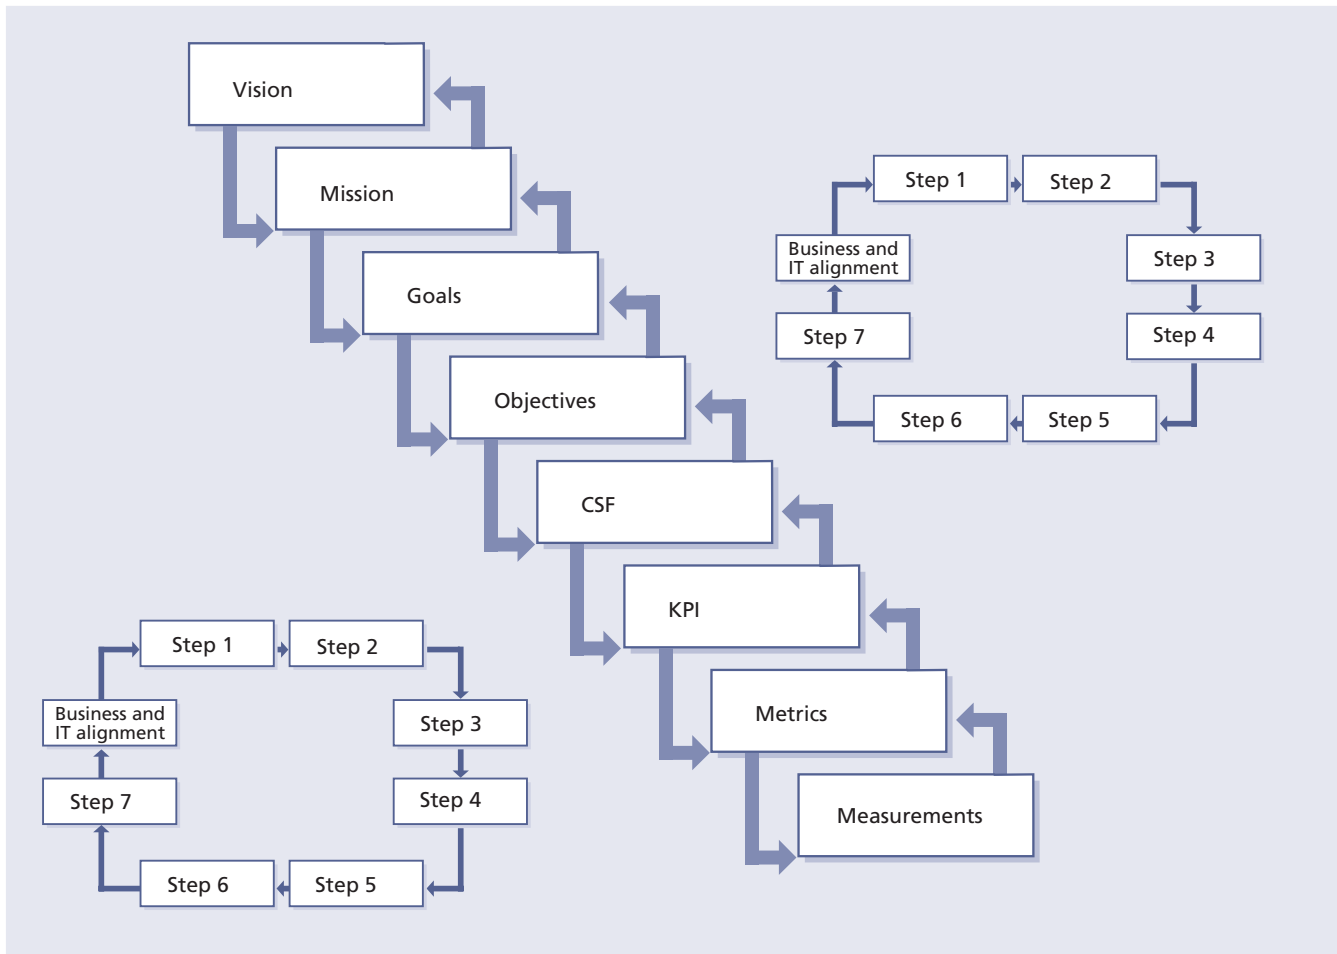 Vision
Mission
Goals
Objectives
CSF
KPI
Metrics
Measurements
Step 1
Step 2
Step 3
Step 4
Step 5
Step 6
Step 7
Business and
IT alignment
Step 1
Step 2
Step 3
Step 4
Step 5
Step 6
Step 7
Business and
IT alignment